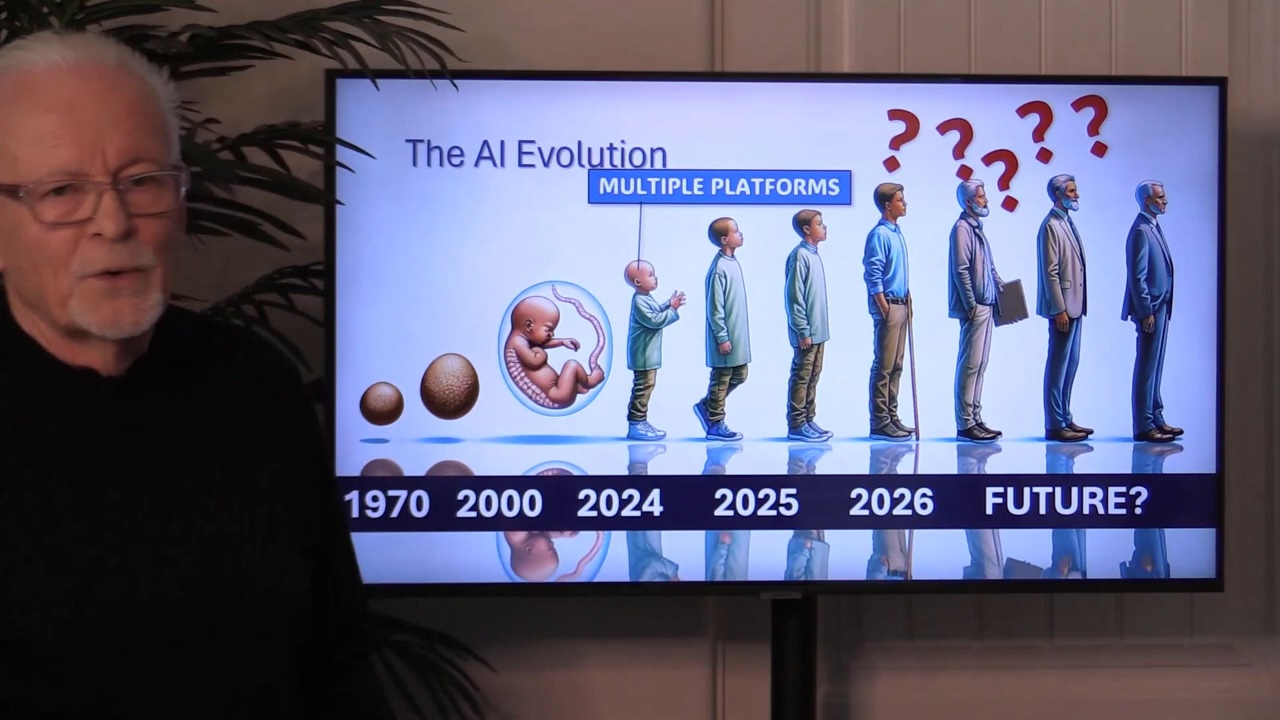 The AI Evolution
MULTIPLE PLATFORMS
? ? ? ? ?
1970 2000 2024 2025 2026 FUTURE?